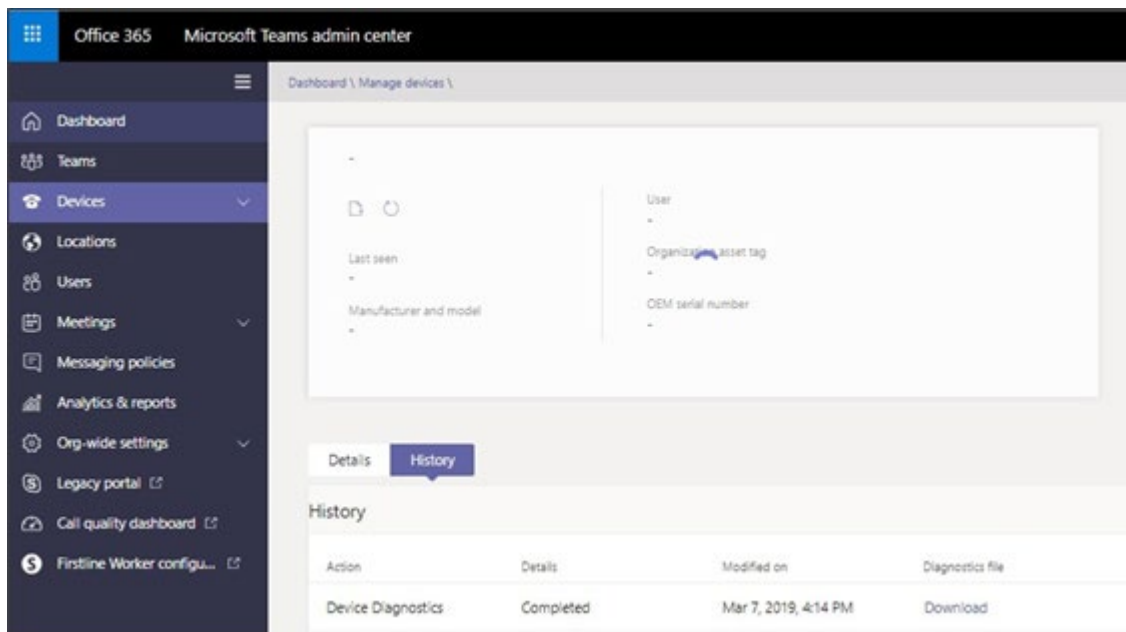 Office 365 Microsoft Teams admin center
Dashboard \ Manage devices \
Dashboard
Teams
Devices
Locations
Users
Meetings
Messaging policies
Analytics & reports
Org-wide settings
Legacy portal
Call quality dashboard
Firstline Worker configu...
-
Last seen
-
Manufacturer and model
-
User
-
Organization asset tag
-
OEM serial number
-
Details History
History
Action Details Modified on Diagnostics file
Device Diagnostics Completed Mar 7, 2019, 4:14 PM Download